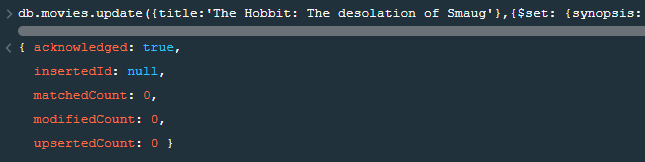 > db.movies.update({title:'The Hobbit: The desolation of Smaug'},{$set: {synopsis:
< { acknowledged: true,
insertedId: null,
matchedCount: 0,
modifiedCount: 0,
upsertedCount: 0 }